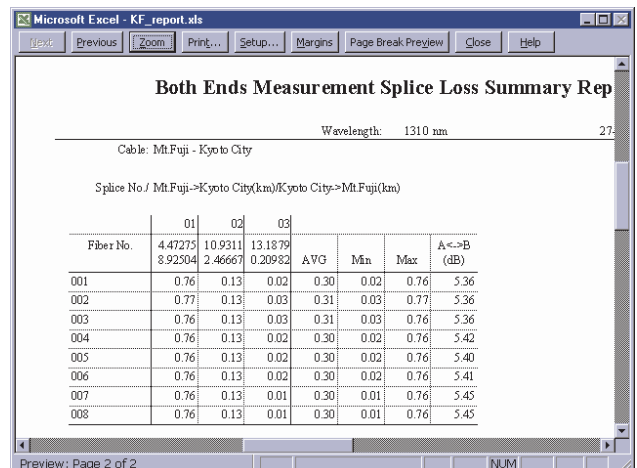 Microsoft Excel - KF_report.xls
Next Previous Zoom Print... Setup... Margins Page Break Preview Close Help
Both Ends Measurement Splice Loss Summary Rep
Wavelength: 1310 nm 27-
Cable: Mt.Fuji - Kyoto City
Splice No./ Mt.Fuji->Kyoto City(km)/Kyoto City->Mt.Fuji(km)
01 02 03
Fiber No. 4.47275 10.9311 13.1879 A<->B
8.92504 2.46667 0.20982 AVG Min Max (dB)
001 0.76 0.13 0.02 0.30 0.02 0.76 5.36
002 0.77 0.13 0.03 0.31 0.03 0.77 5.36
003 0.76 0.13 0.03 0.31 0.03 0.76 5.36
004 0.76 0.13 0.02 0.30 0.02 0.76 5.42
005 0.76 0.13 0.02 0.30 0.02 0.76 5.40
006 0.76 0.13 0.02 0.30 0.02 0.76 5.41
007 0.76 0.13 0.01 0.30 0.01 0.76 5.45
008 0.76 0.13 0.01 0.30 0.01 0.76 5.45
Preview: Page 2 of 2 NUM